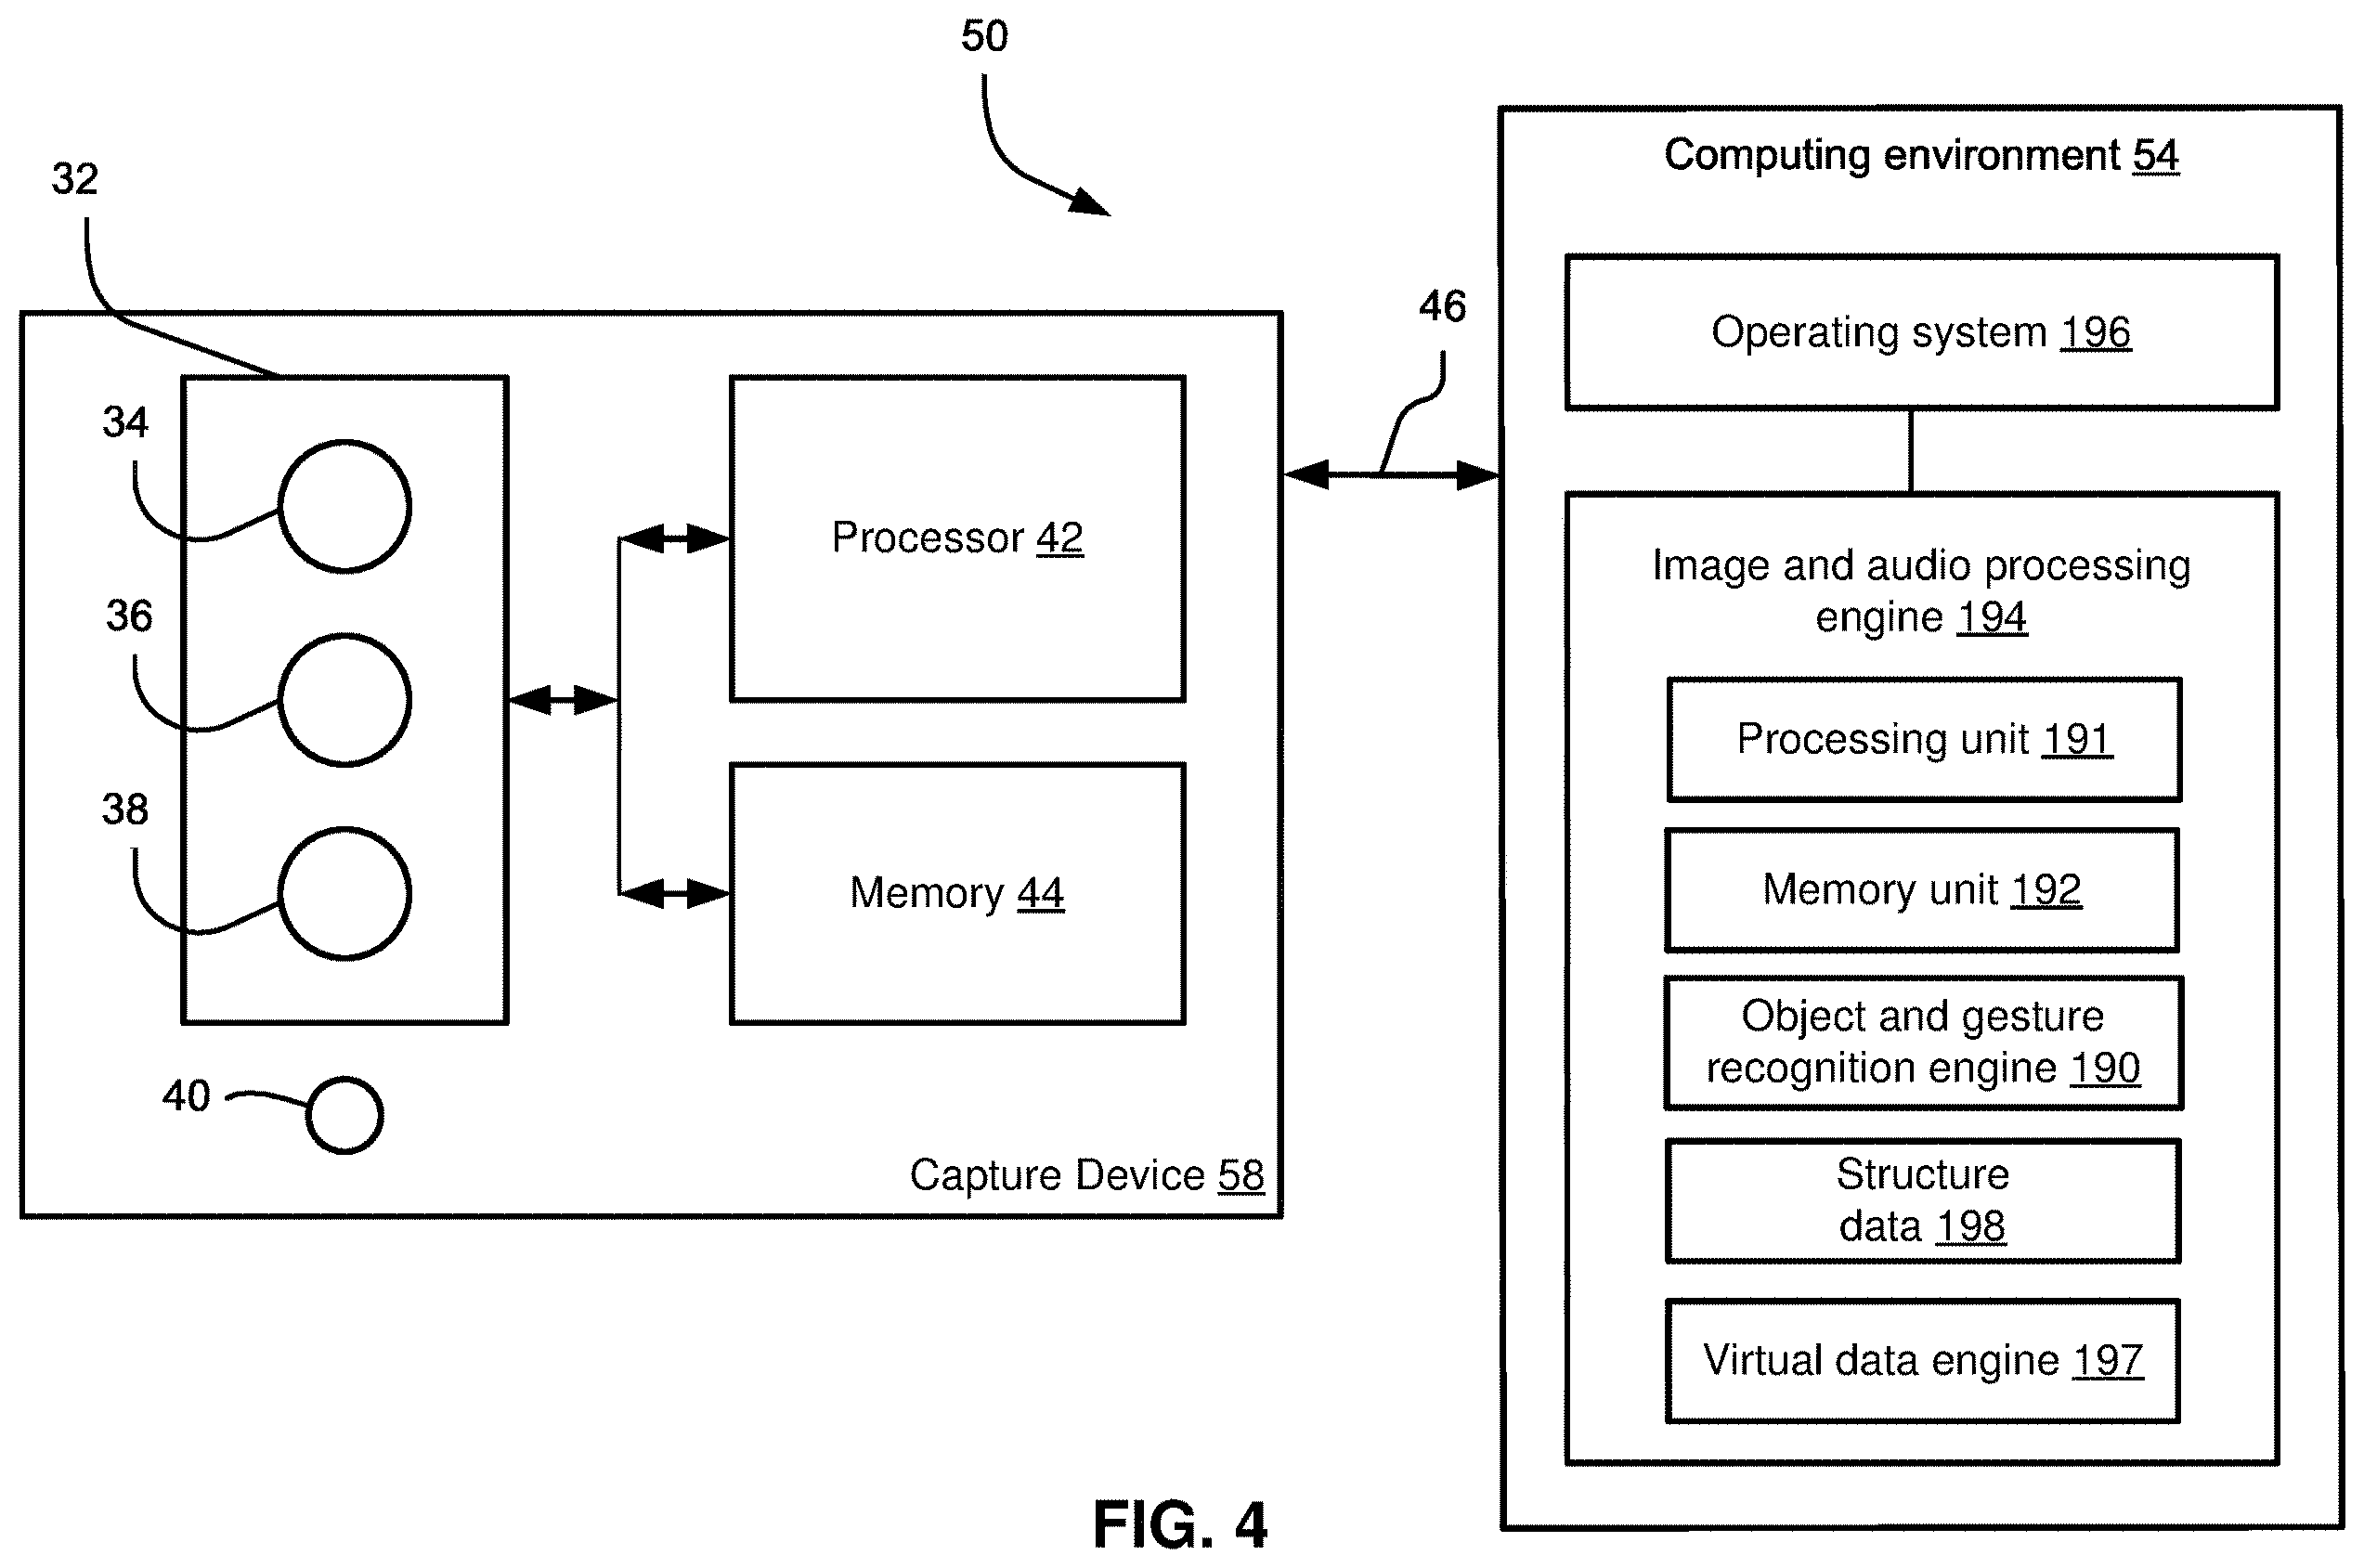 50
32
34
36
38
40
Processor 42
Memory 44
Capture Device 58
46
Computing environment 54
Operating system 196
Image and audio processing
engine 194
Processing unit 191
Memory unit 192
Object and gesture
recognition engine 190
Structure
data 198
Virtual data engine 197
FIG. 4